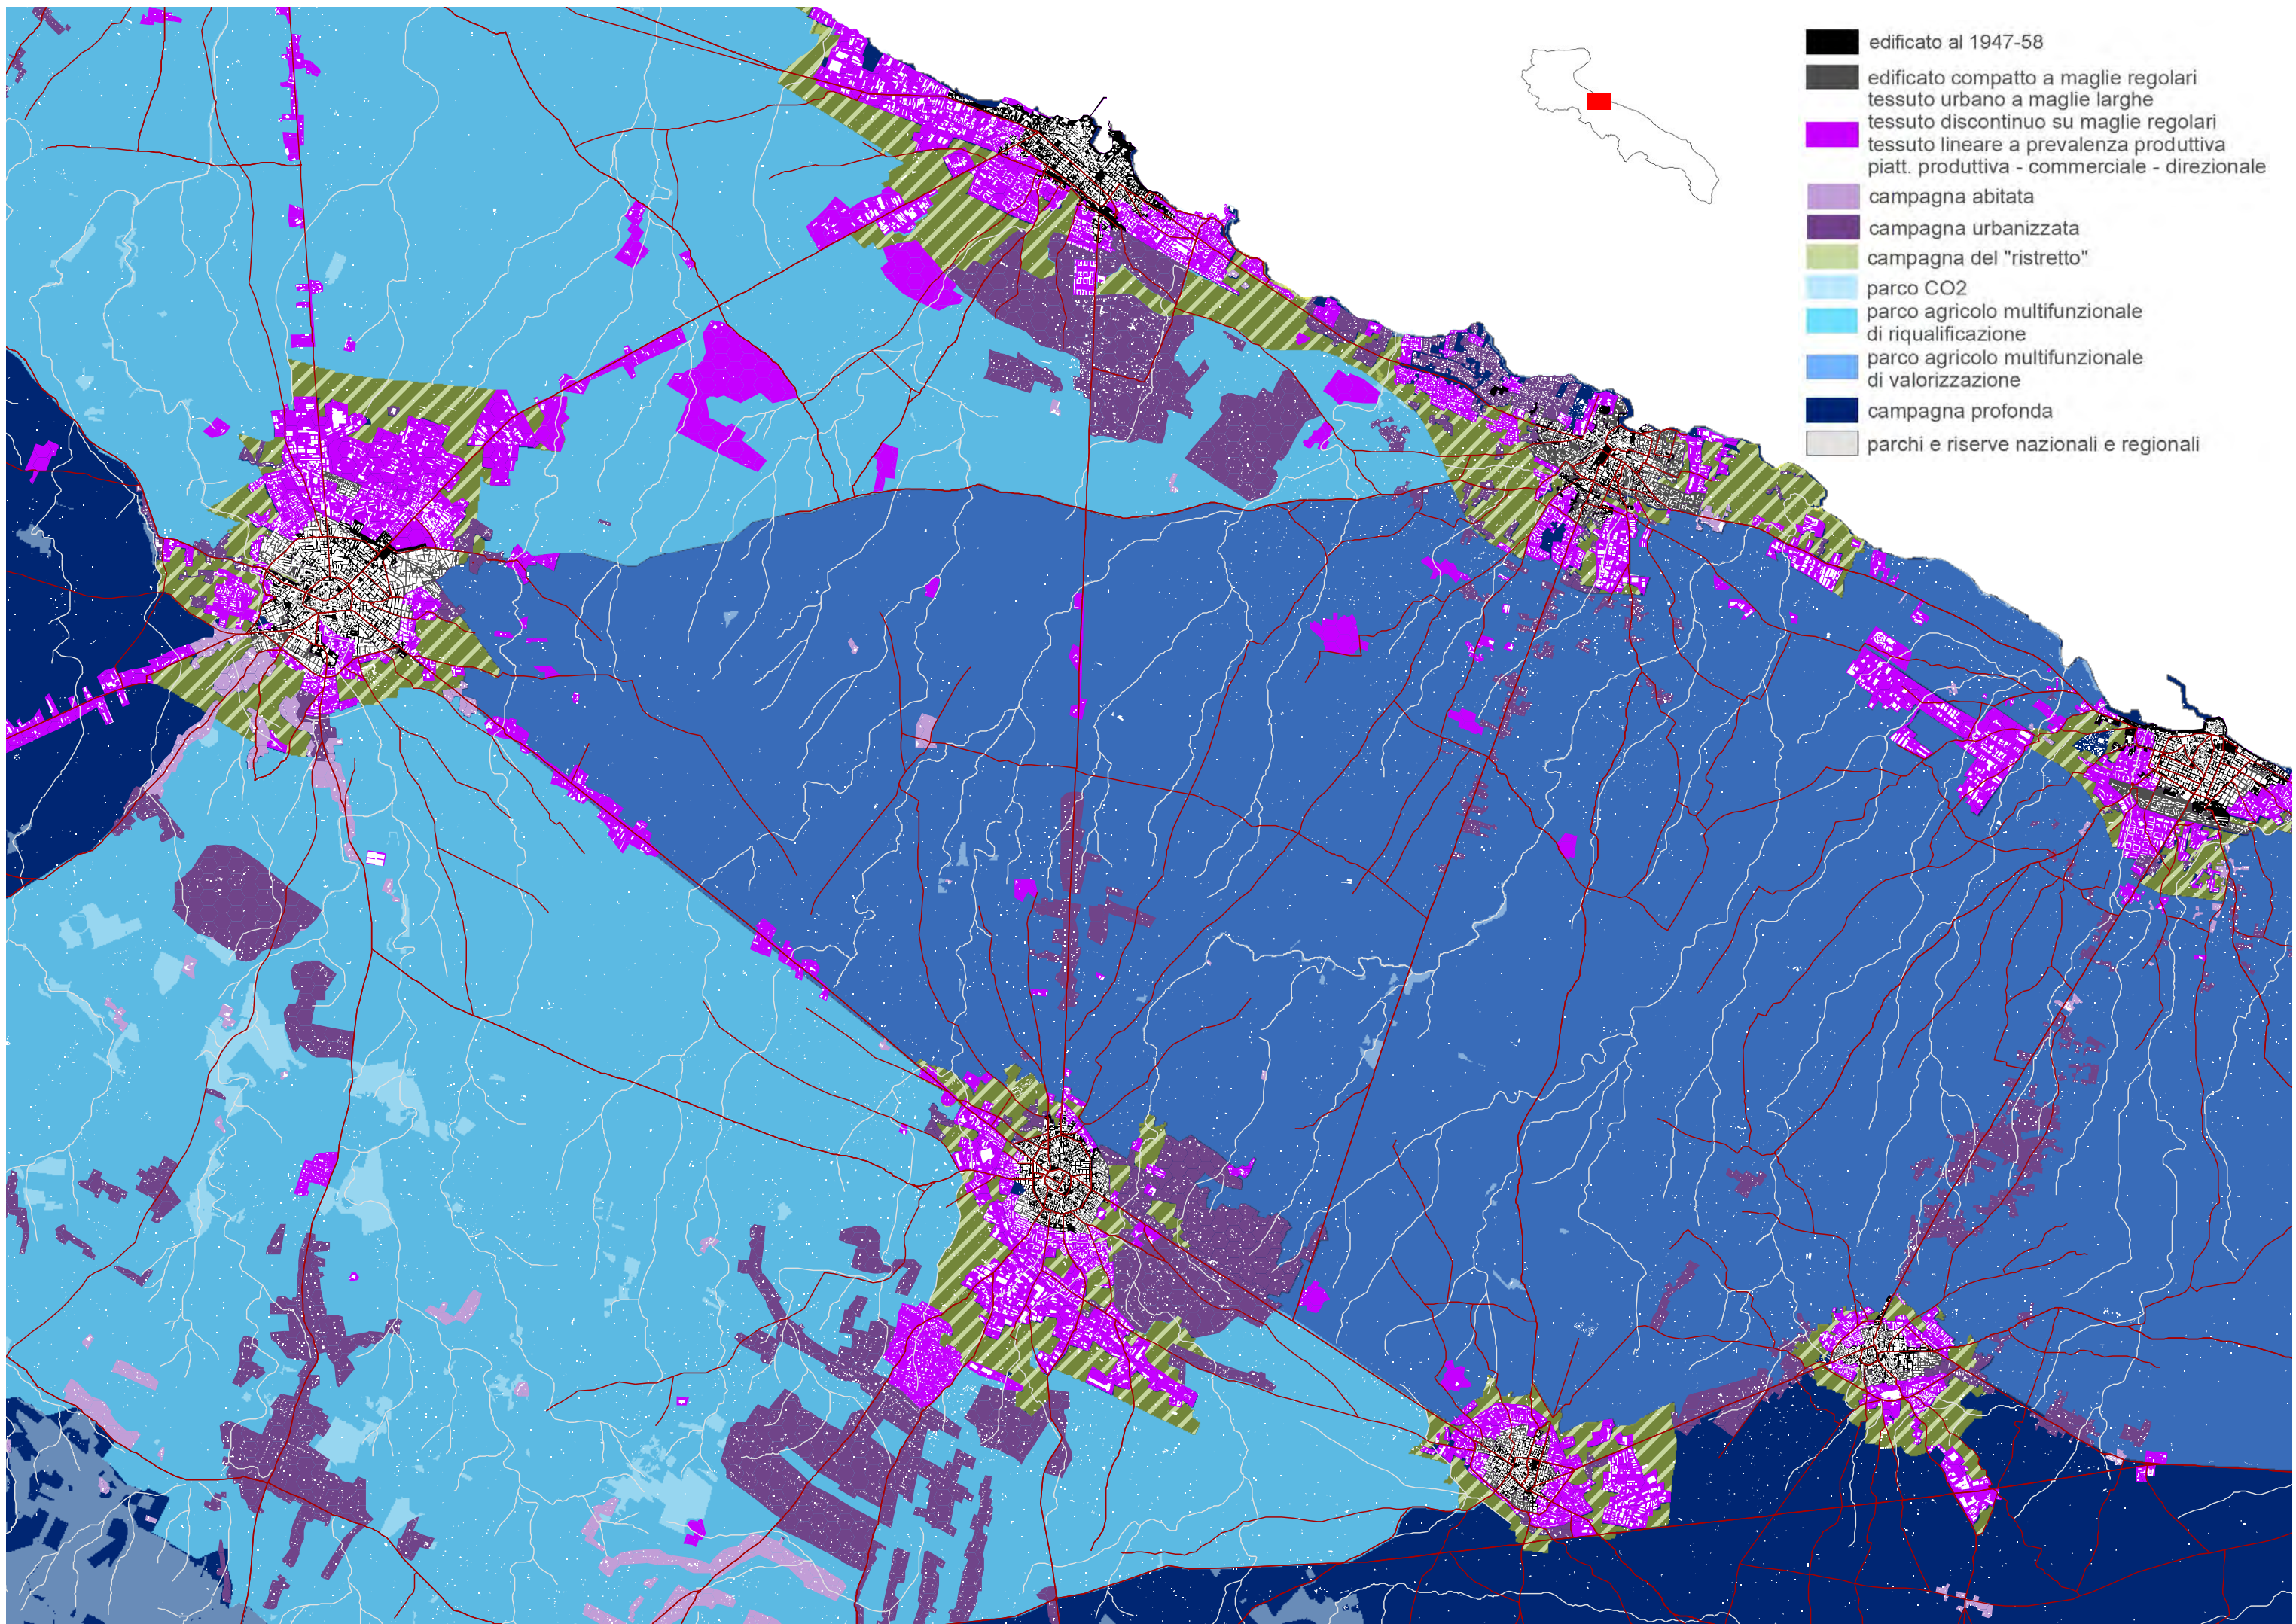 edificato al 1947-58
edificato compatto a maglie regolari
tessuto urbano a maglie larghe
tessuto discontinuo su maglie regolari
tessuto lineare a prevalenza produttiva
piatt. produttiva - commerciale - direzionale
campagna abitata
campagna urbanizzata
campagna del "ristretto"
parco CO2
parco agricolo multifunzionale
di riqualificazione
parco agricolo multifunzionale
di valorizzazione
campagna profonda
parchi e riserve nazionali e regionali